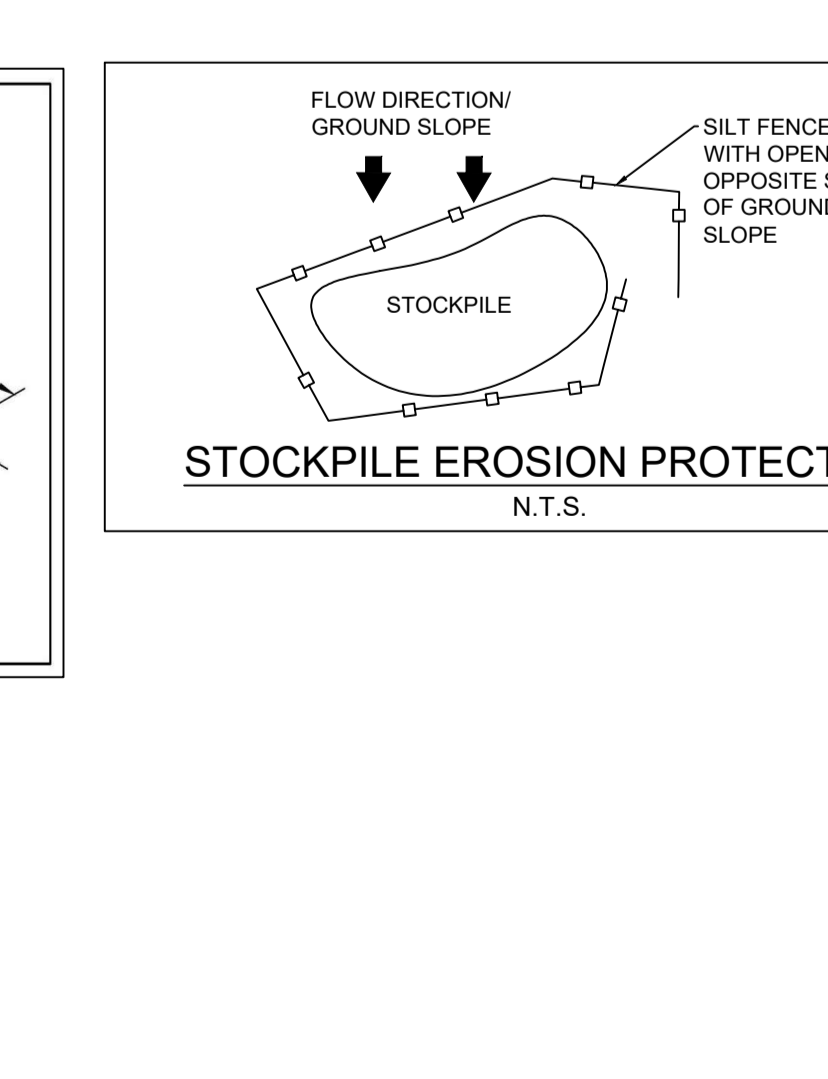 FLOW DIRECTION/
GROUND SLOPE
SILT FENCE
WITH OPEN
OPPOSITE
OF GROUND
SLOPE
STOCKPILE
STOCKPILE EROSION PROTECT
N.T.S.